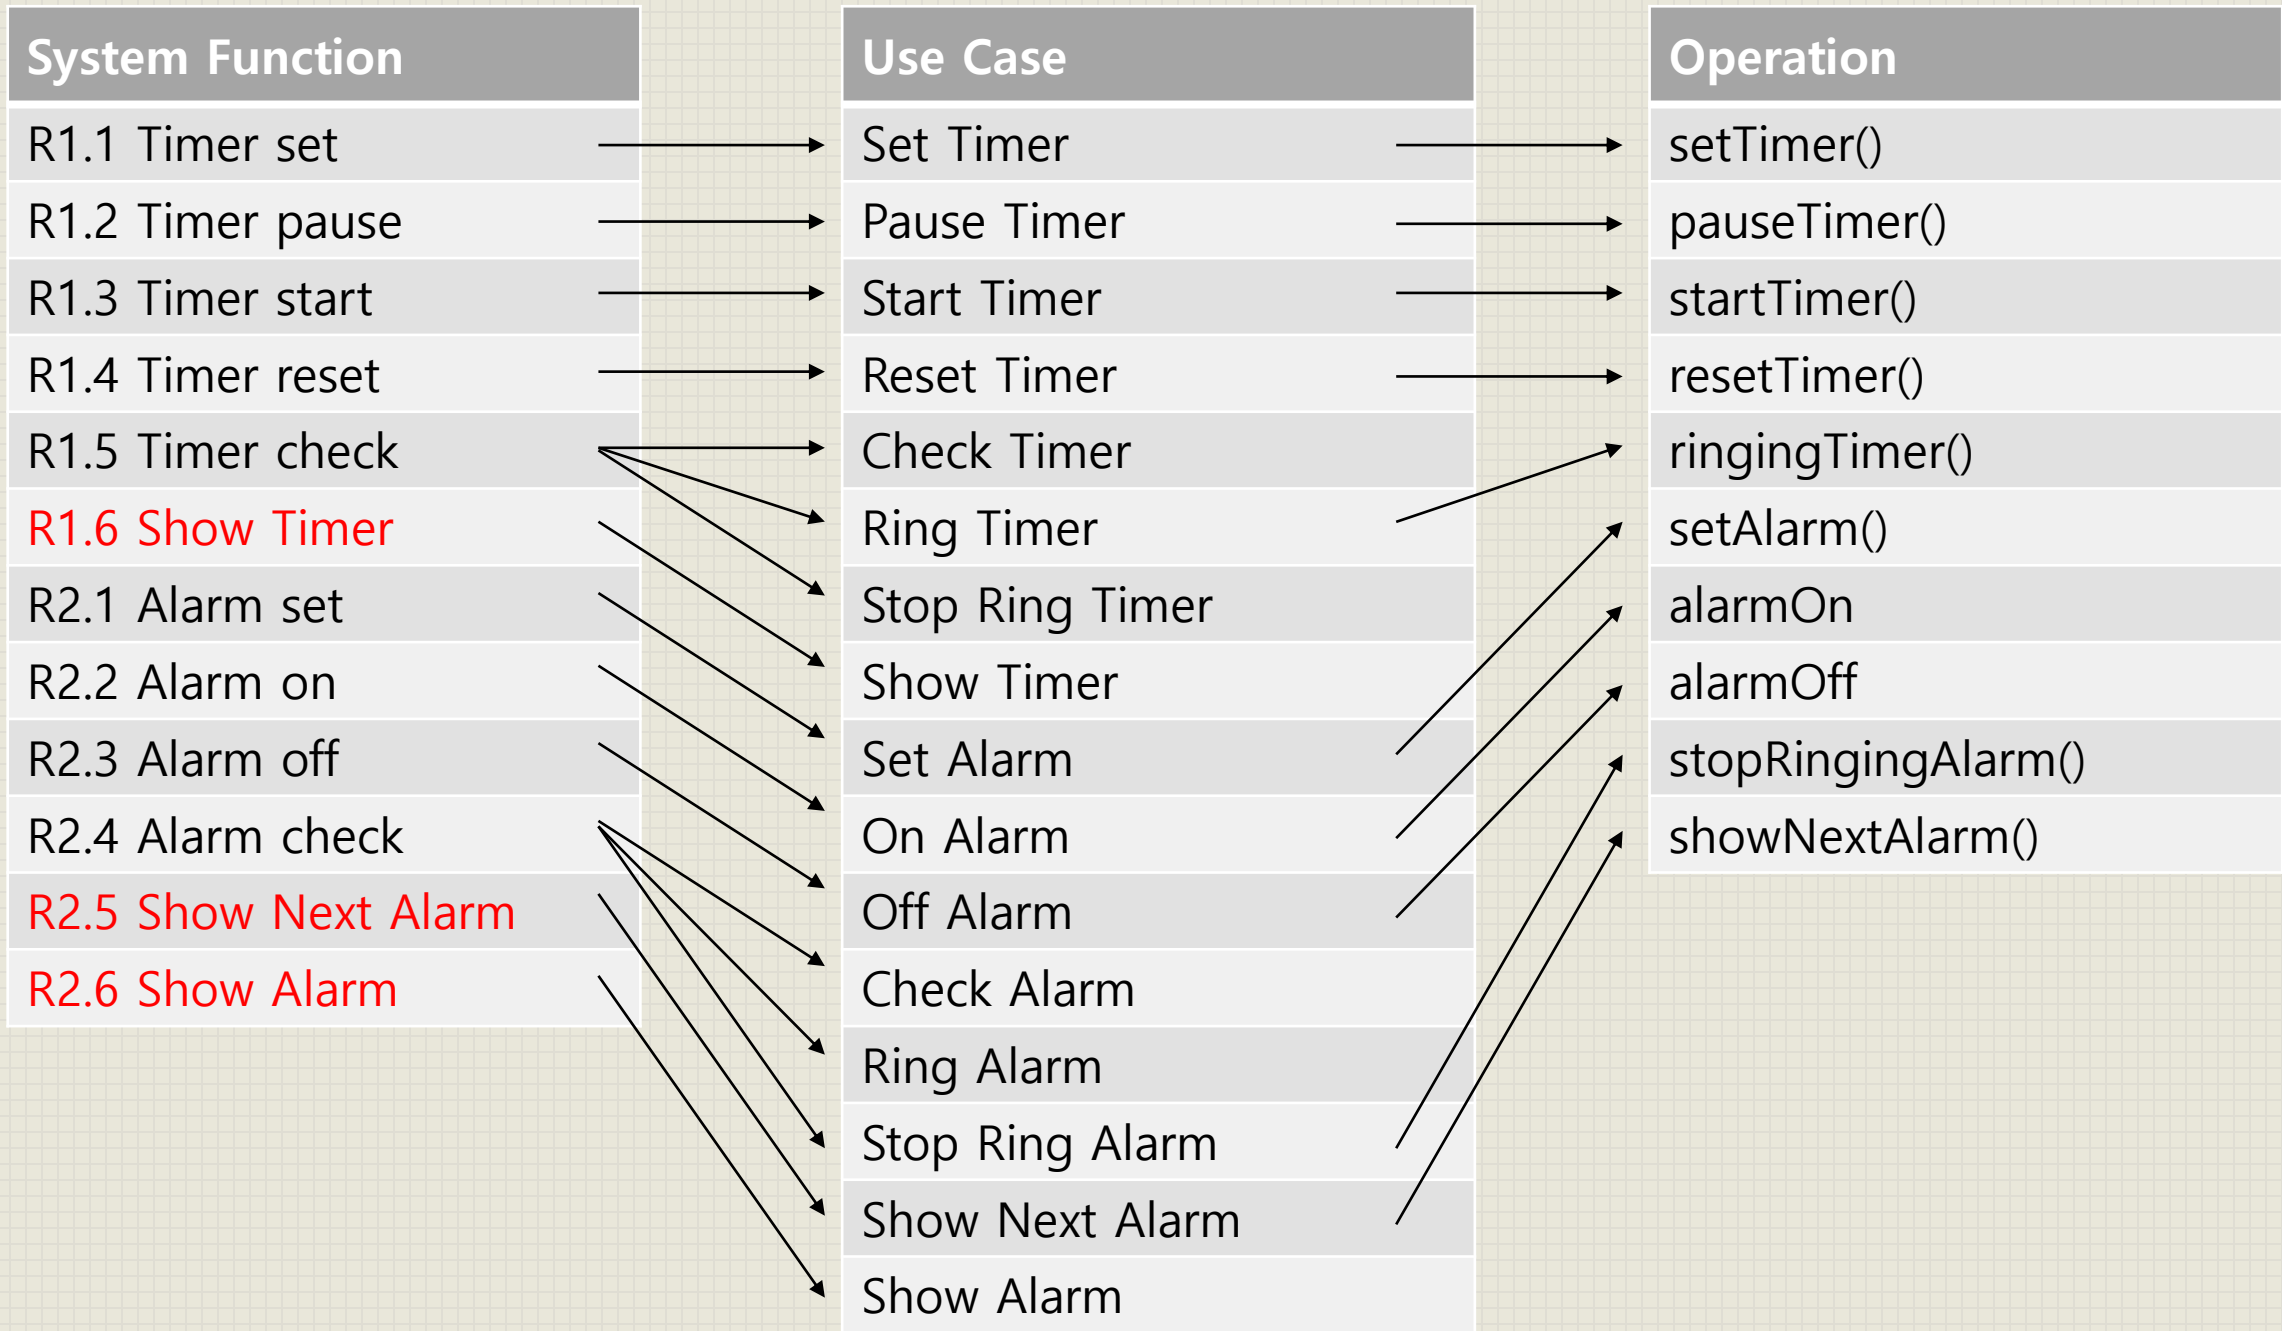 System Function
R1.1 Timer set
R1.2 Timer pause
R1.3 Timer start
R1.4 Timer reset
R1.5 Timer check
R1.6 Show Timer
R2.1 Alarm set
R2.2 Alarm on
R2.3 Alarm off
R2.4 Alarm check
R2.5 Show Next Alarm
R2.6 Show Alarm
Use Case
Set Timer
Pause Timer
Start Timer
Reset Timer
Check Timer
Ring Timer
Stop Ring Timer
Show Timer
Set Alarm
On Alarm
Off Alarm
Check Alarm
Ring Alarm
Stop Ring Alarm
Show Next Alarm
Show Alarm
Operation
setTimer()
pauseTimer()
startTimer()
resetTimer()
ringingTimer()
setAlarm()
alarmOn
alarmOff
stopRingingAlarm()
showNextAlarm()